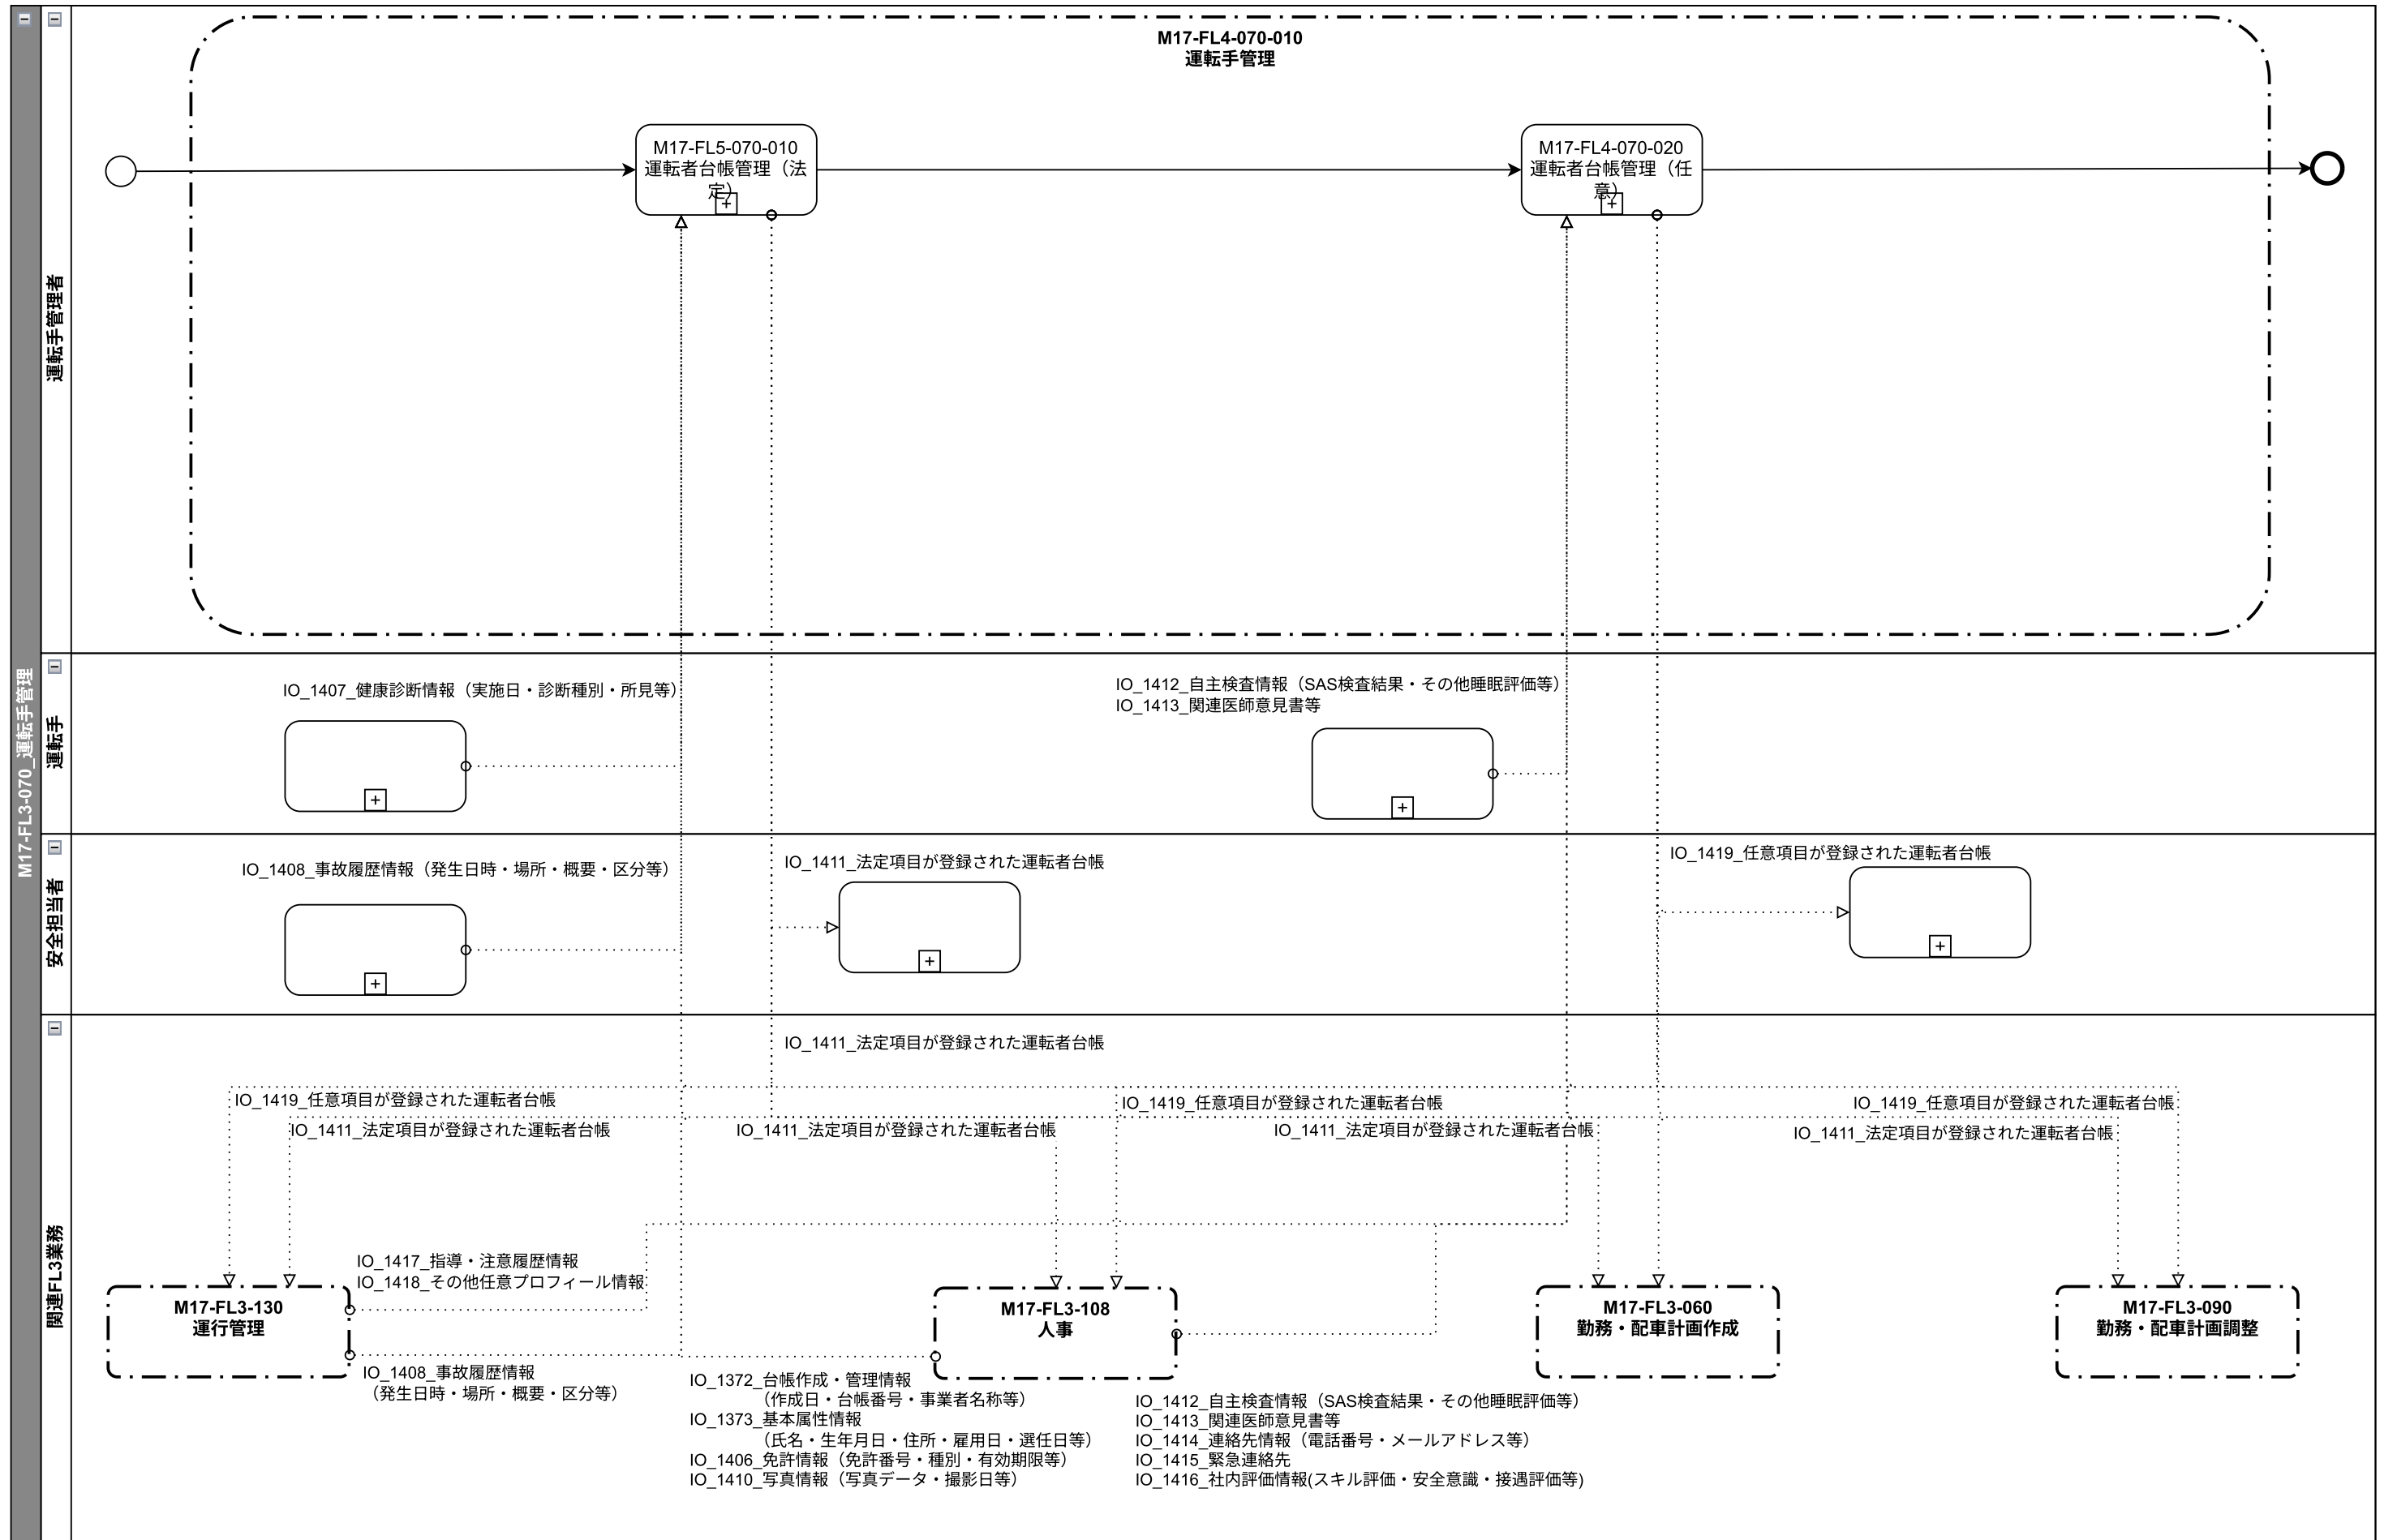 M17-FL3-070_運転手管理
運転手管理者
M17-FL4-070-010
運転手管理
M17-FL5-070-010
運転者台帳管理（法
定）
M17-FL4-070-020
運転者台帳管理（任
意）
運転手
IO_1407_健康診断情報（実施日・診断種別・所見等）
IO_1412_自主検査情報（SAS検査結果・その他睡眠評価等）
IO_1413_関連医師意見書等
安全担当者
IO_1408_事故履歴情報（発生日時・場所・概要・区分等）
IO_1411_法定項目が登録された運転者台帳
IO_1419_任意項目が登録された運転者台帳
関連FL3業務
IO_1411_法定項目が登録された運転者台帳
IO_1419_任意項目が登録された運転者台帳
IO_1419_任意項目が登録された運転者台帳
IO_1419_任意項目が登録された運転者台帳
IO_1411_法定項目が登録された運転者台帳
IO_1411_法定項目が登録された運転者台帳
IO_1411_法定項目が登録された運転者台帳
IO_1411_法定項目が登録された運転者台帳
IO_1417_指導・注意履歴情報
IO_1418_その他任意プロフィール情報
M17-FL3-130
運行管理
M17-FL3-108
人事
M17-FL3-060
勤務・配車計画作成
M17-FL3-090
勤務・配車計画調整
IO_1408_事故履歴情報
（発生日時・場所・概要・区分等）
IO_1372_台帳作成・管理情報
（作成日・台帳番号・事業者名称等）
IO_1373_基本属性情報
（氏名・生年月日・住所・雇用日・選任日等）
IO_1406_免許情報（免許番号・種別・有効期限等）
IO_1410_写真情報（写真データ・撮影日等）
IO_1412_自主検査情報（SAS検査結果・その他睡眠評価等）
IO_1413_関連医師意見書等
IO_1414_連絡先情報（電話番号・メールアドレス等）
IO_1415_緊急連絡先
IO_1416_社内評価情報(スキル評価・安全意識・接遇評価等)